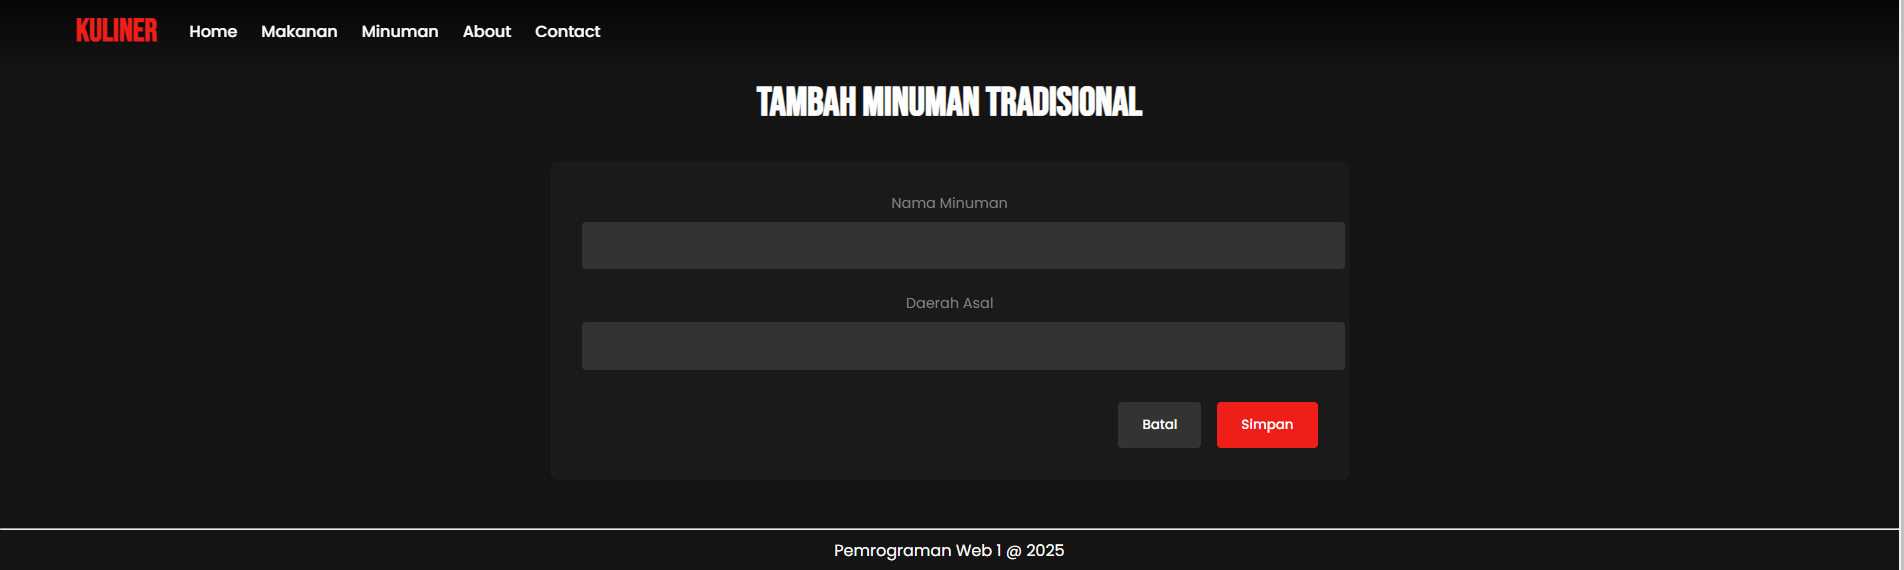 KULINER Home Makanan Minuman About Contact
TAMBAH MINUMAN TRADISIONAL
Nama Minuman
Daerah Asal
Batal Simpan
Pemrograman Web 1 @ 2025